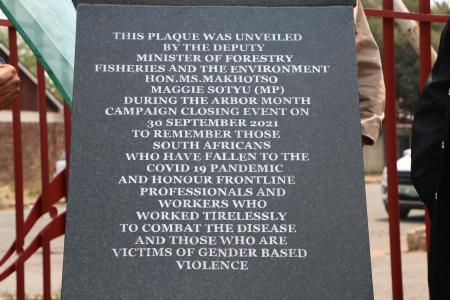 THIS PLAQUE WAS UNVEILED
BY THE DEPUTY
MINISTER OF FORESTRY
FISHERIES AND THE ENVIRONMENT
HON.MS.MAKHOTSO
MAGGIE SOTYU (MP)
DURING THE ARBOR MONTH
CAMPAIGN CLOSING EVENT ON
30 SEPTEMBER 2021
TO REMEMBER THOSE
SOUTH AFRICANS
WHO HAVE FALLEN TO THE
COVID 19 PANDEMIC
AND HONOUR FRONTLINE
PROFESSIONALS AND
WORKERS WHO
WORKED TIRELESSLY
TO COMBAT THE DISEASE
AND THOSE WHO ARE
VICTIMS OF GENDER BASED
VIOLENCE